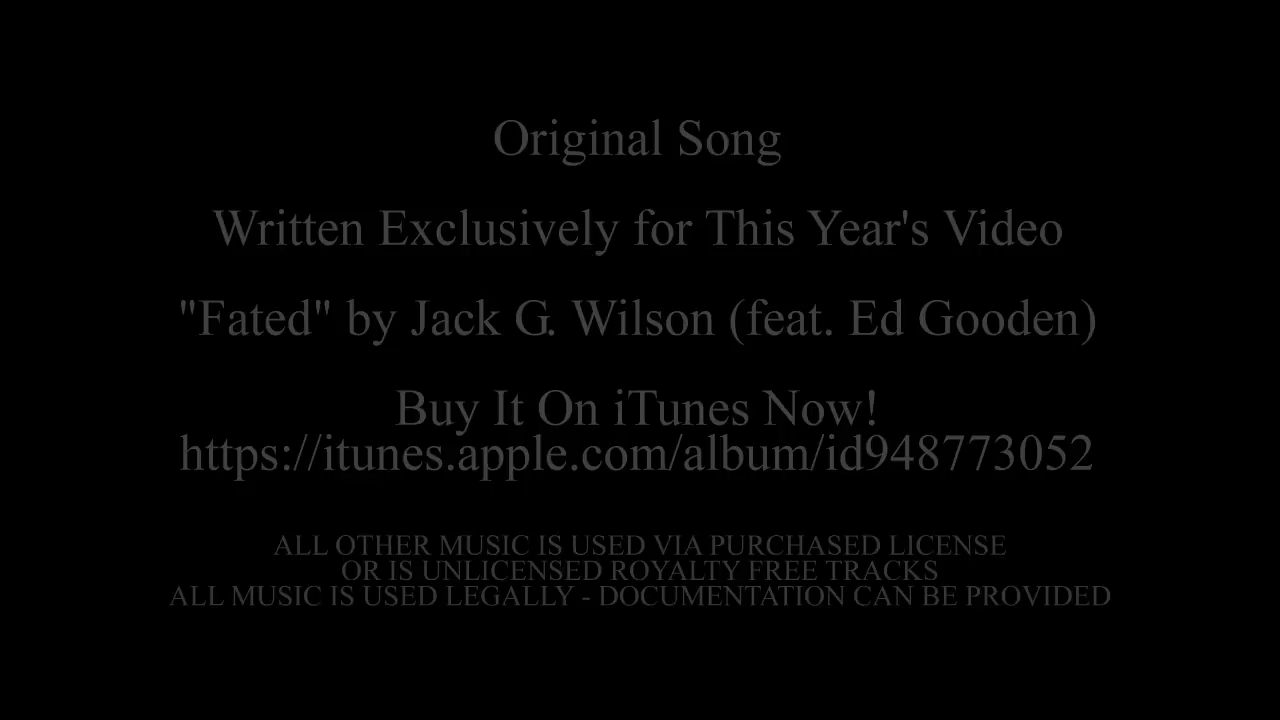 Original Song
Written Exclusively for This Year's Video
"Fated" by Jack G. Wilson (feat. Ed Gooden)
Buy It On iTunes Now!
https://itunes.apple.com/album/id948773052
ALL OTHER MUSIC IS USED VIA PURCHASED LICENSE
OR IS UNLICENSED ROYALTY FREE TRACKS
ALL MUSIC IS USED LEGALLY - DOCUMENTATION CAN BE PROVIDED